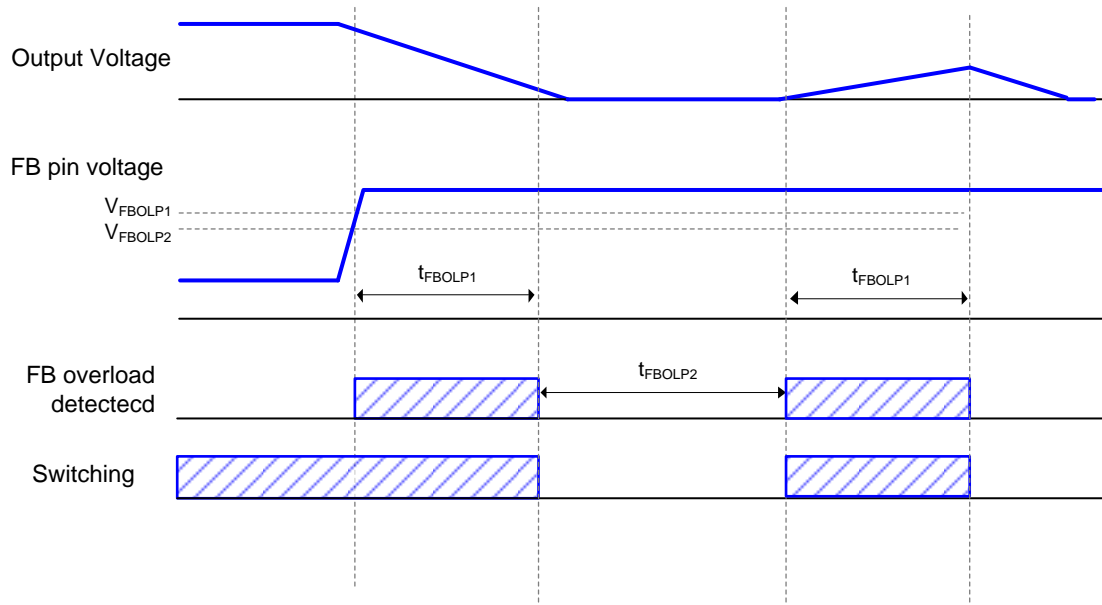 Output Voltage
FB pin voltage
VFBOLP1
VFBOLP2
tFBOLP1
tFBOLP1
FB overload
detectecd
tFBOLP2
Switching